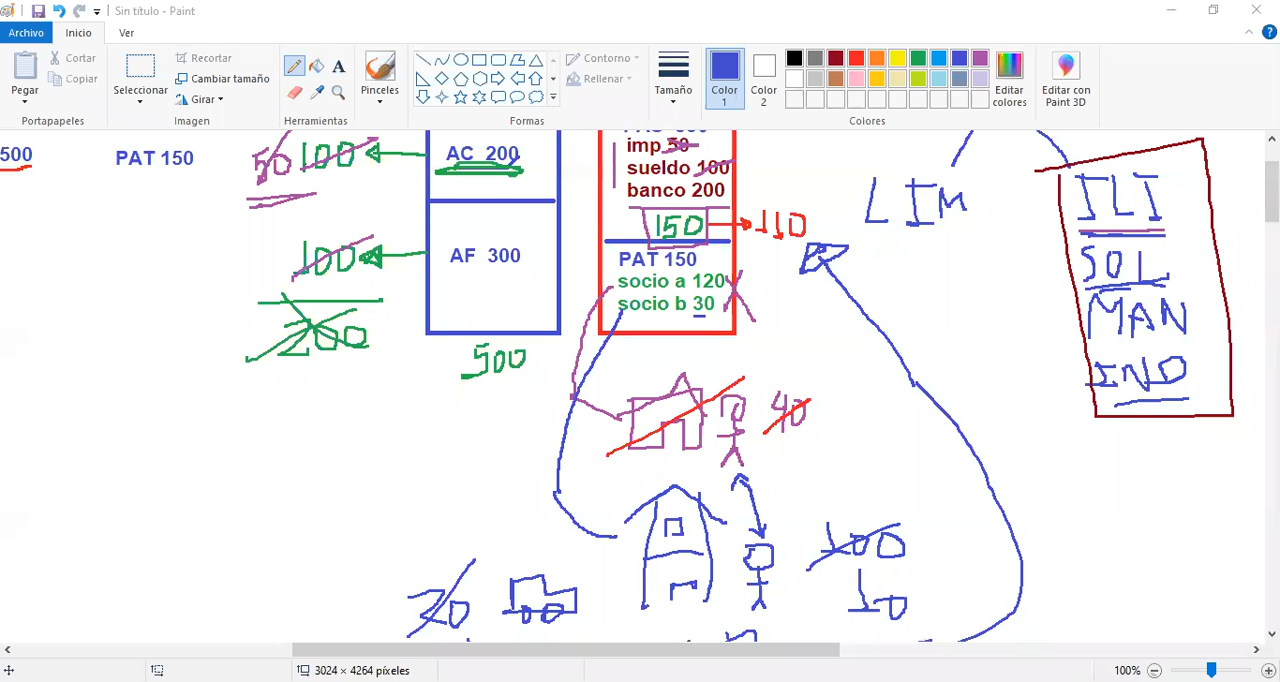 Sin título - Paint
Archivo
Inicio
Ver
Pegar
Cortar
Copiar
Portapapeles
Seleccionar
Recortar
Cambiar tamaño
Girar
Imagen
A
Herramientas
Pinceles
Contorno
Rellenar
Formas
Tamaño
Color 1
Color 2
Editar colores
Editar con Paint 3D
Colores
500
PAT 150
50
100
AC 200
imp 50
sueldo 100
banco 200
150
110
LIM
ILI
SOL
MAN
IND
100
AF 300
PAT 150
socio a 120
socio b 30
200
500
40
100
10
20
3024 × 4264 píxeles
100%